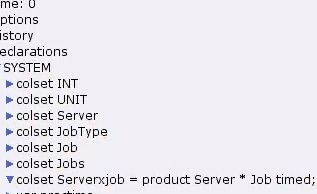 me: 0
ptions
istory
eclarations
SYSTEM
colset INT
colset UNIT
colset Server
colset JobType
colset Job
colset Jobs
colset Serverxjob = product Server * Job timed;